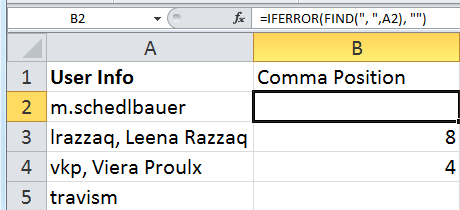 B2 fx =IFERROR(FIND(", ",A2), "")
A B
1 User Info Comma Position
2 m.schedlbauer
3 lrazzaq, Leena Razzaq 8
4 vkp, Viera Proulx 4
5 travism